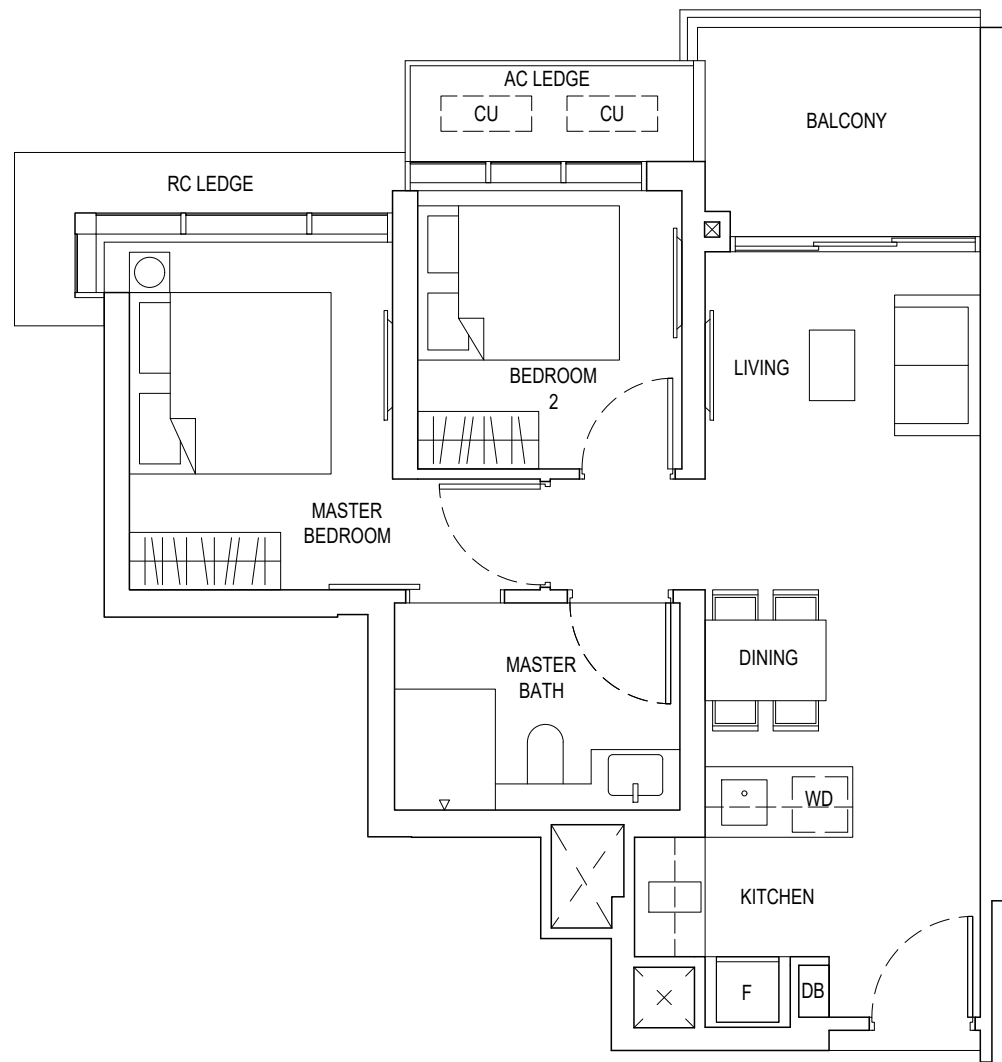 AC LEDGE
CU
CU
BALCONY
RC LEDGE
BEDROOM
2
LIVING
MASTER
BEDROOM
MASTER
BATH
DINING
WD
KITCHEN
F
DB